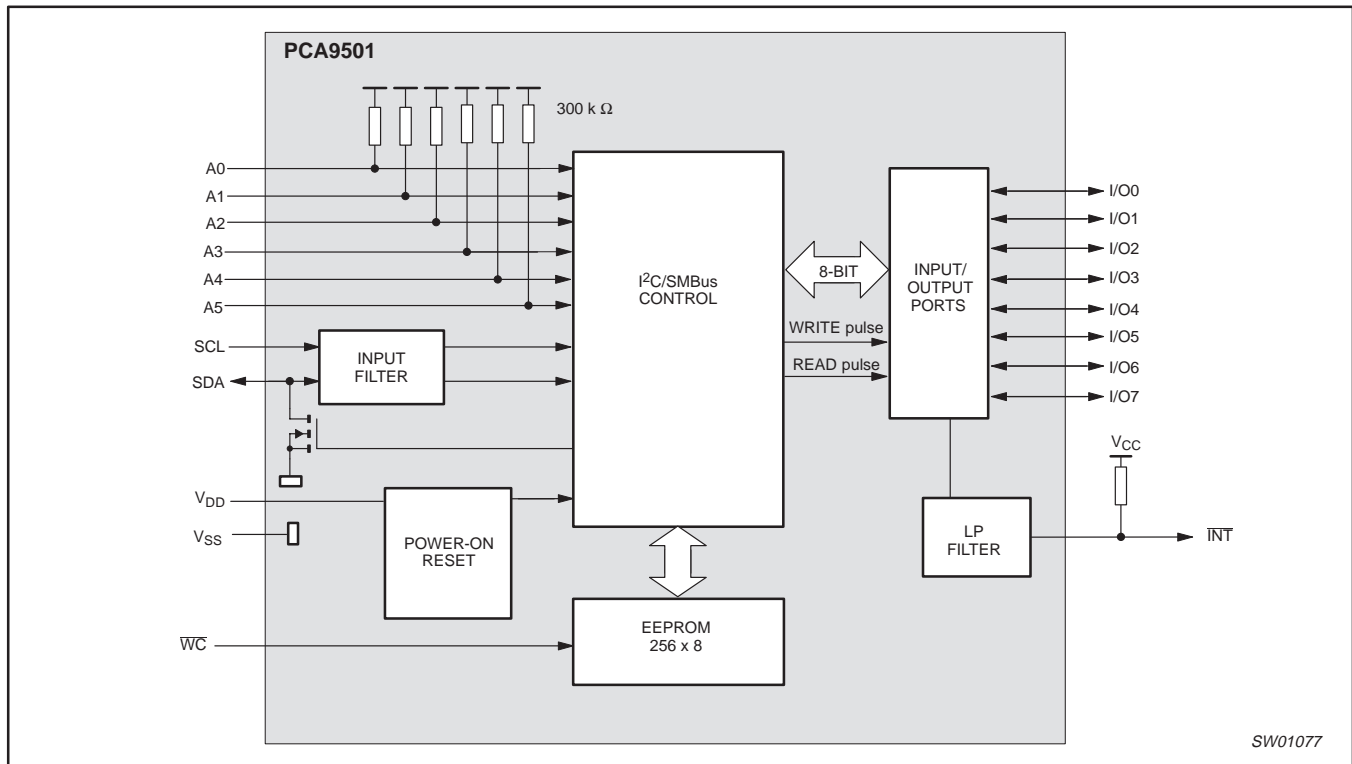 PCA9501
300 k Ω
A0
A1
A2
A3
A4
A5
SCL
SDA
VDD
VSS
WC
INPUT
FILTER
POWER-ON
RESET
I²C/SMBus
CONTROL
EEPROM
256 x 8
8-BIT
WRITE pulse
READ pulse
INPUT/
OUTPUT
PORTS
I/O0
I/O1
I/O2
I/O3
I/O4
I/O5
I/O6
I/O7
VCC
LP
FILTER
INT
SW01077